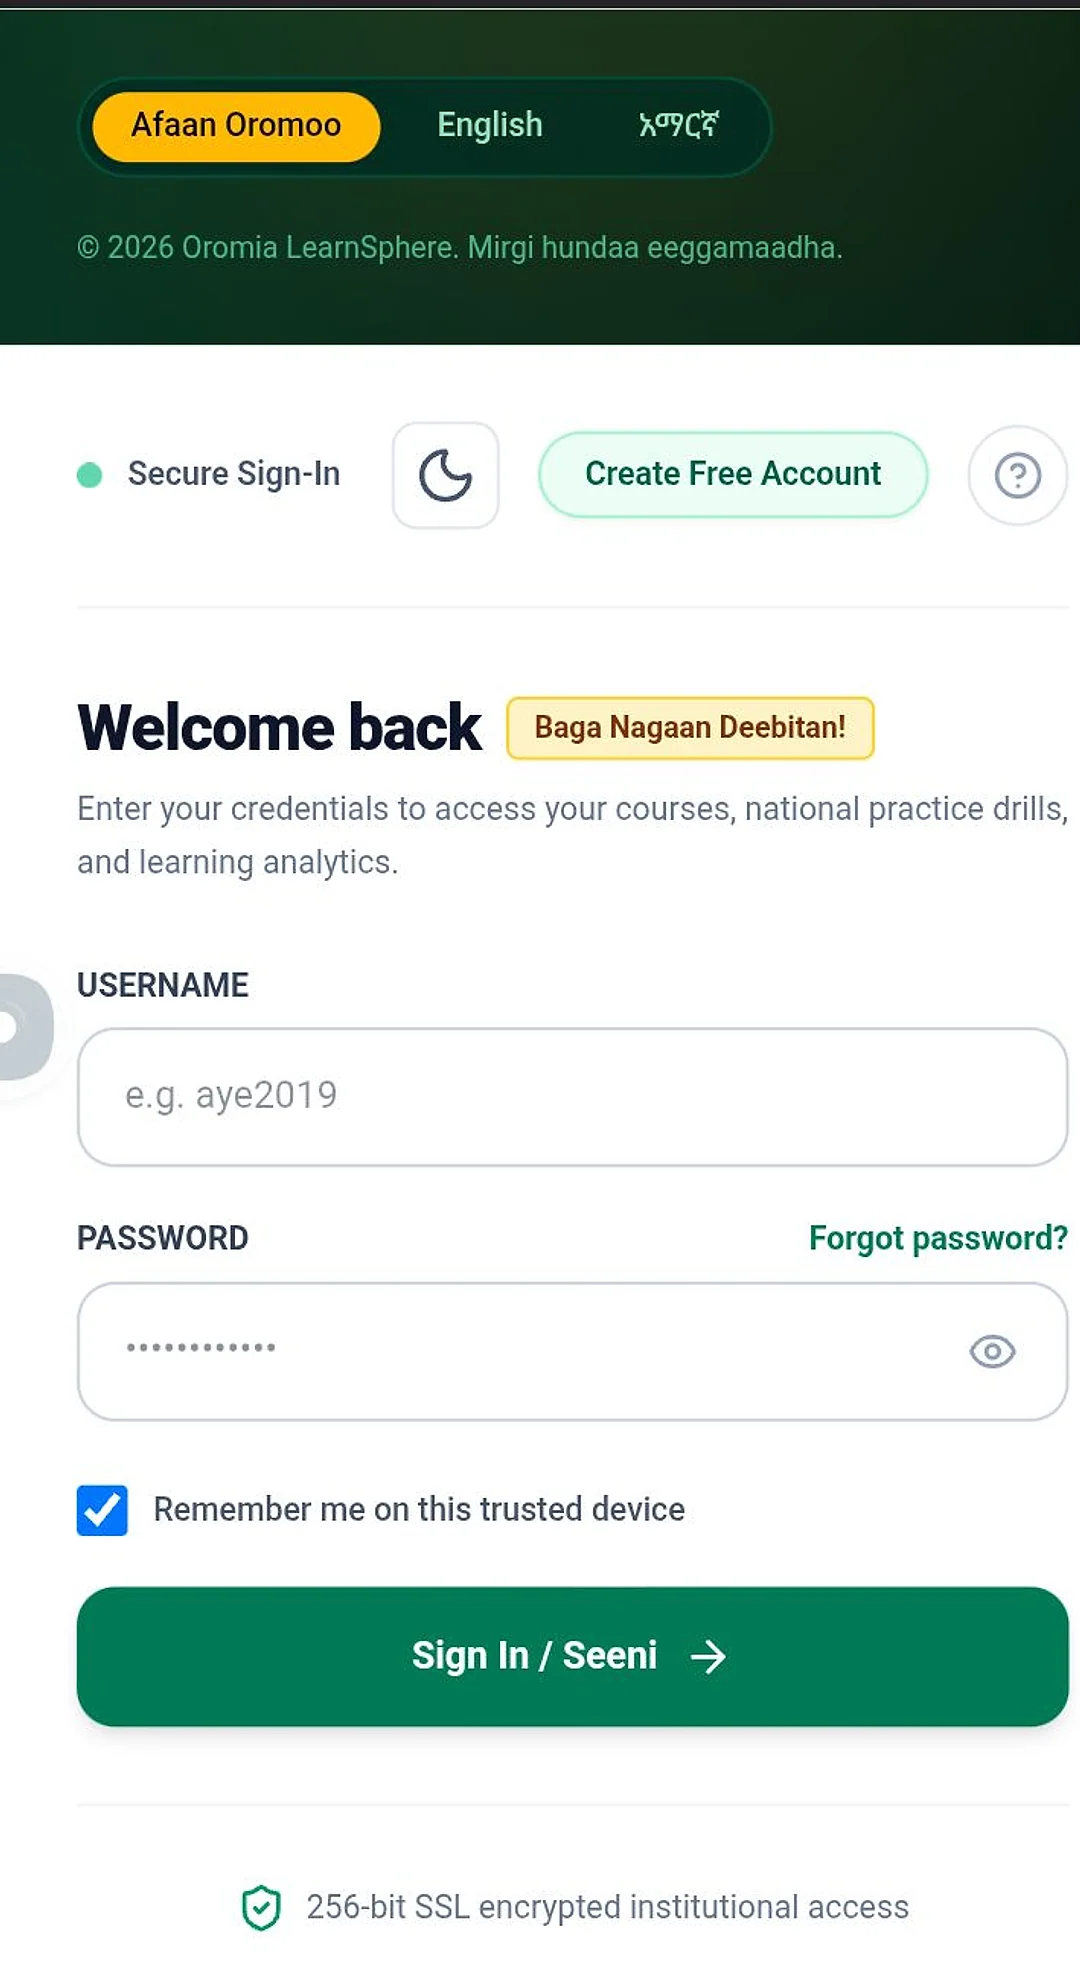 Afaan Oromoo English አማርኛ
© 2026 Oromia LearnSphere. Mirgi hundaa eeggamaadha.
Secure Sign-In Create Free Account
Welcome back Baga Nagaan Deebitan!
Enter your credentials to access your courses, national practice drills,
and learning analytics.
USERNAME
e.g. aye2019
PASSWORD Forgot password?
••••••••••••
Remember me on this trusted device
Sign In / Seeni →
256-bit SSL encrypted institutional access